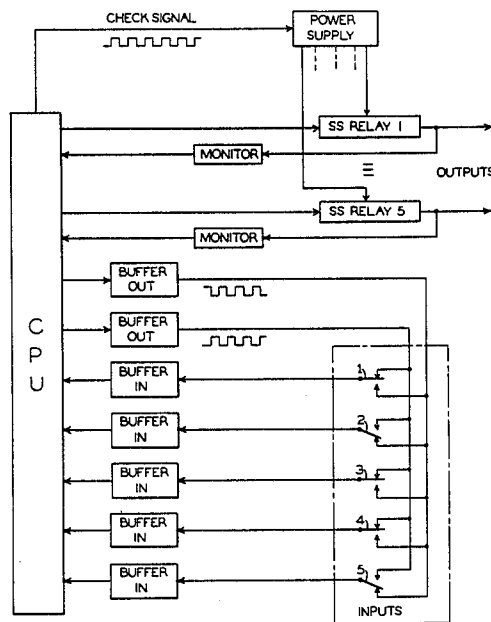 CHECK SIGNAL
POWER
SUPPLY
SS RELAY 1
MONITOR
OUTPUTS
SS RELAY 5
MONITOR
BUFFER
OUT
BUFFER
OUT
CPU
BUFFER
IN
1
BUFFER
IN
2
BUFFER
IN
3
BUFFER
IN
4
BUFFER
IN
5
INPUTS